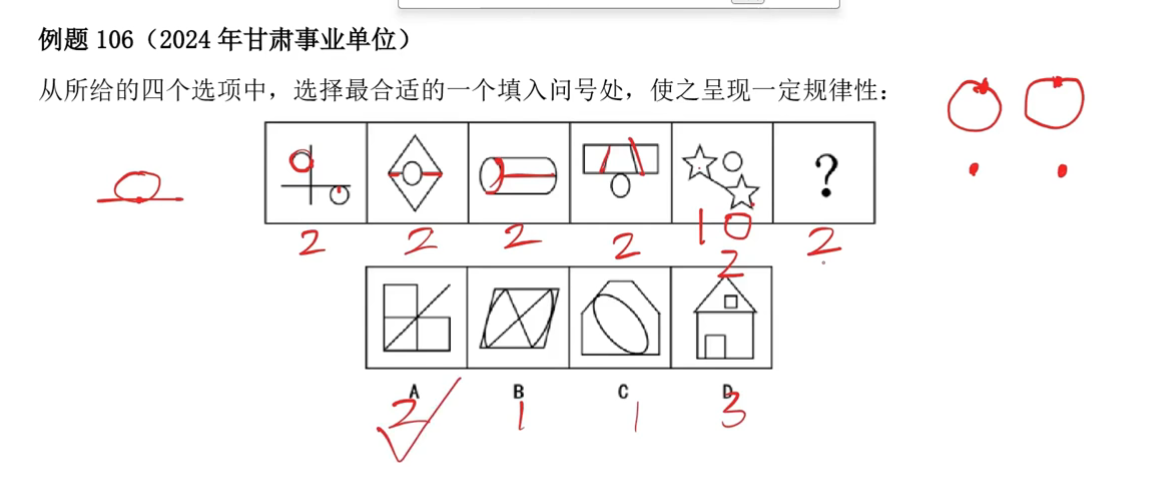 例题 106（2024 年甘肃事业单位）
从所给的四个选项中，选择最合适的一个填入问号处，使之呈现一定规律性：
?
2 2 2 2 10 2
2
A B C D
2 1 1 3